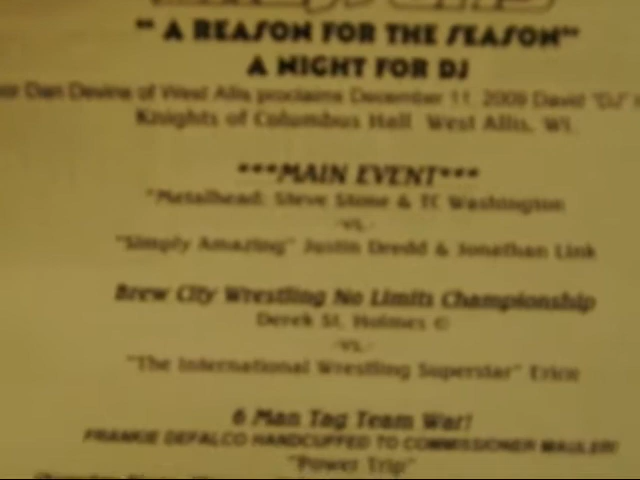 " A REASON FOR THE SEASON"
A NIGHT FOR DJ
Dan Devine of West Allis proclaims December 11, 2009 David "DJ"
Knights of Columbus Hall West Allis, WI.
***MAIN EVENT***
"Metalhead: Steve Stone & TC Washington
-vs.-
"Simply Amazing" Justin Dredd & Jonathan Link
Brew City Wrestling No Limits Championship
Derek St. Holmes ©
-vs.-
"The International Wrestling Superstar" Erico
6 Man Tag Team War!
FRANKIE DEFALCO HANDCUFFED TO COMMISSIONER MAULER!
"Power Trip"